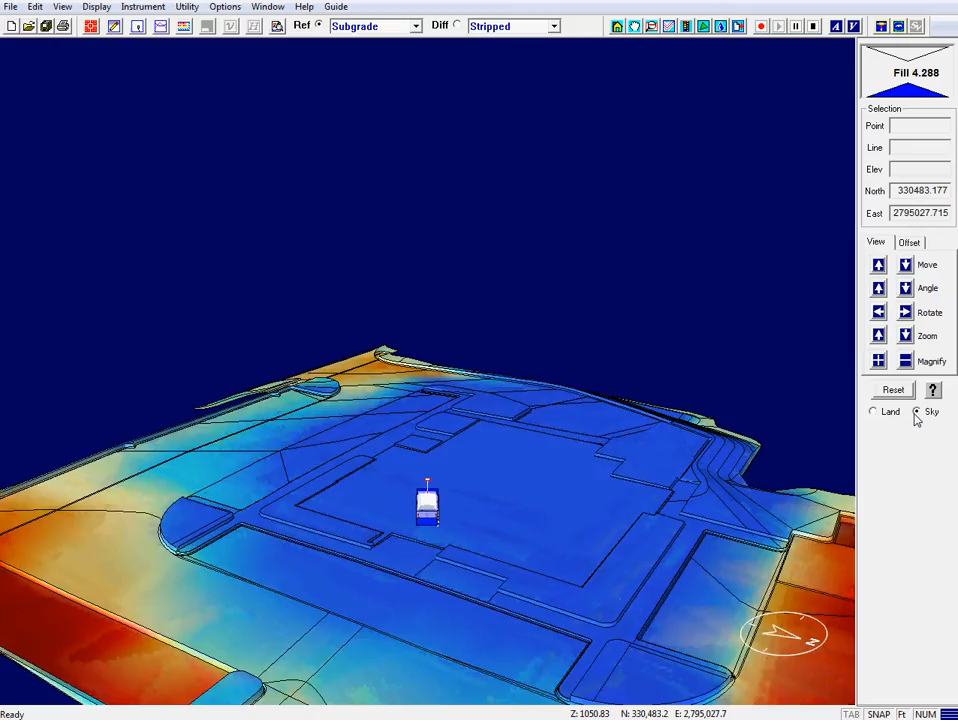 File Edit View Display Instrument Utility Options Window Help Guide
Ref Subgrade Diff Stripped
Fill 4.288
Selection
Point
Line
Elev
North 330483.177
East 2795027.715
View Offset
Move
Angle
Rotate
Zoom
Magnify
Reset ?
Land Sky
N
Ready Z: 1050.83 N: 330,483.2 E: 2,795,027.7 TAB SNAP Ft NUM